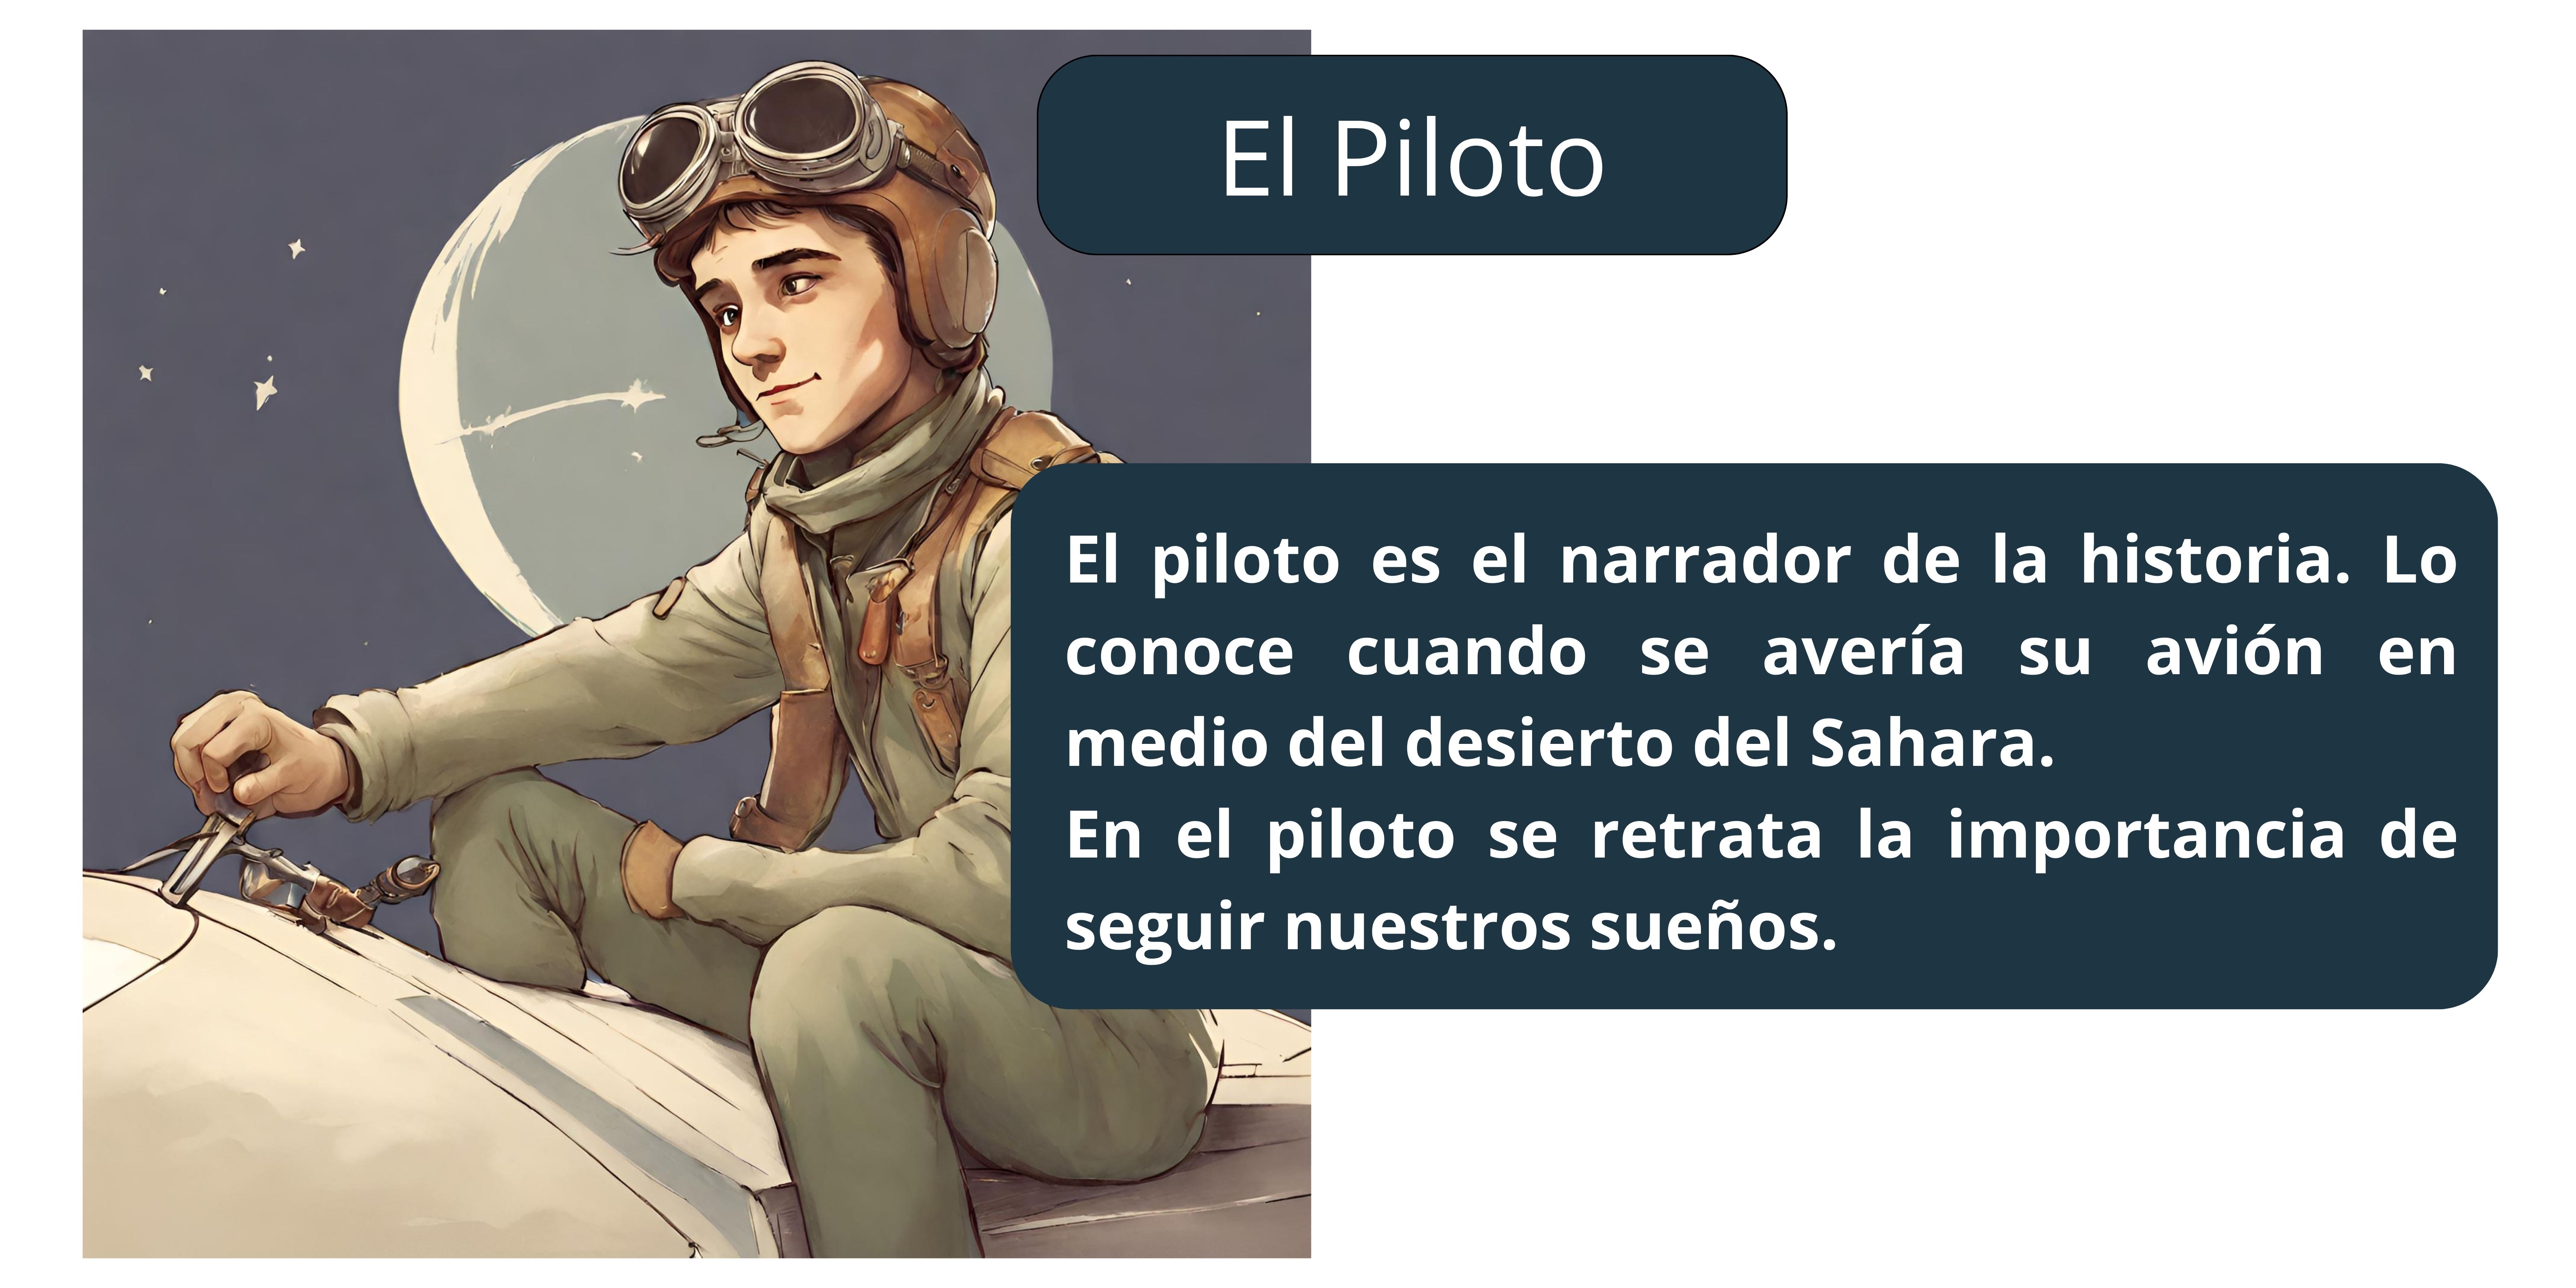 El Piloto
El piloto es el narrador de la historia. Lo
conoce cuando se avería su avión en
medio del desierto del Sahara.
En el piloto se retrata la importancia de
seguir nuestros sueños.